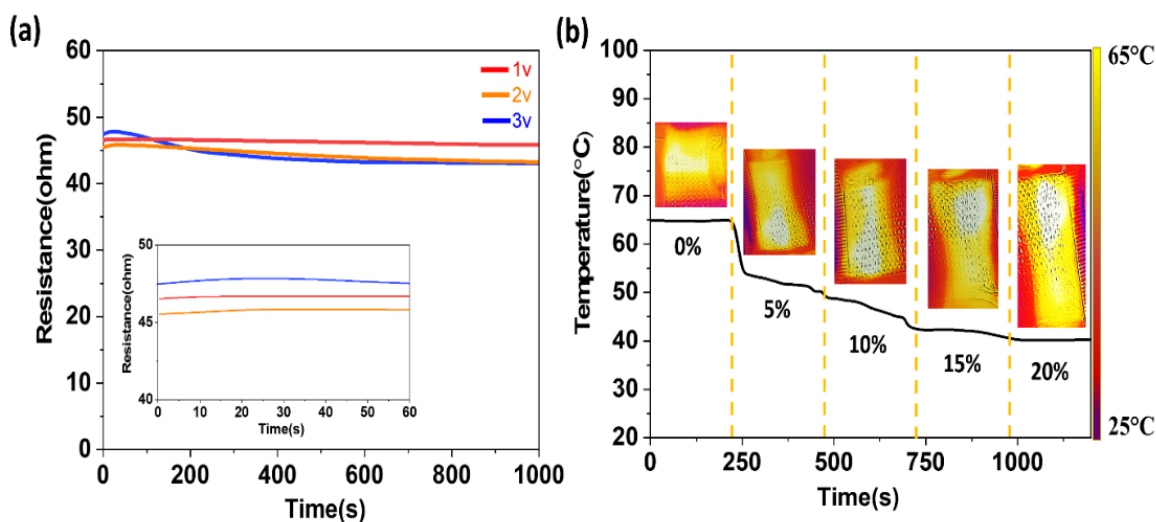 (a)
60
50
40
30
20
10
0
Resistance(ohm)
1v
2v
3v
50
45
40
Resistance(ohm)
0 10 20 30 40 50 60
Time(s)
0 200 400 600 800 1000
Time(s)
(b)
100
90
80
70
60
50
40
30
20
Temperature(°C)
0%
5%
10%
15%
20%
0 250 500 750 1000
Time(s)
65°C
25°C